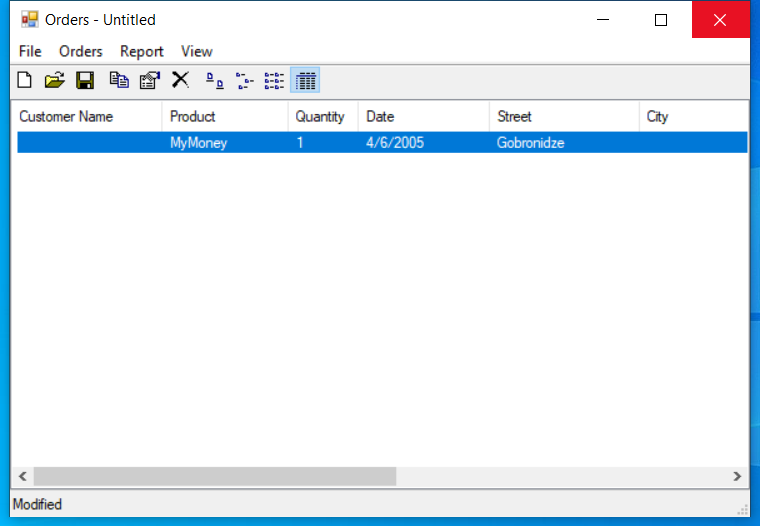 Orders - Untitled
File Orders Report View
Customer Name Product Quantity Date Street City
MyMoney 1 4/6/2005 Gobronidze
Modified